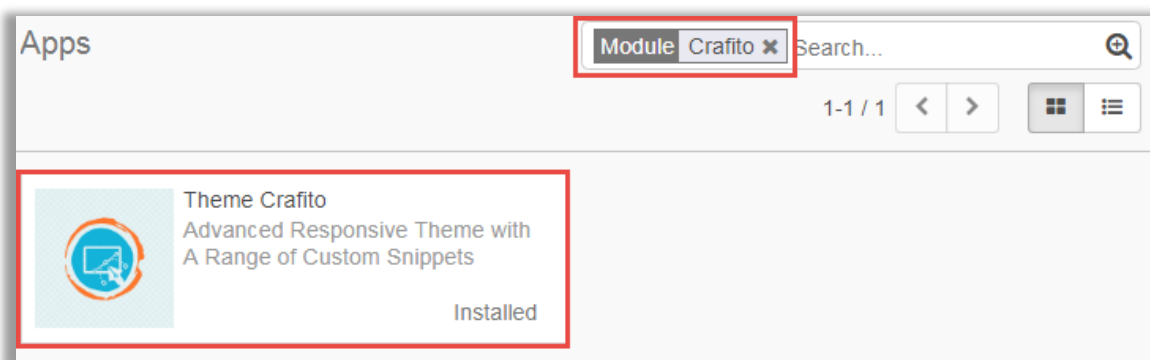 Apps
Module Crafito ✖ Search...
1-1 / 1
Theme Crafito
Advanced Responsive Theme with
A Range of Custom Snippets
Installed